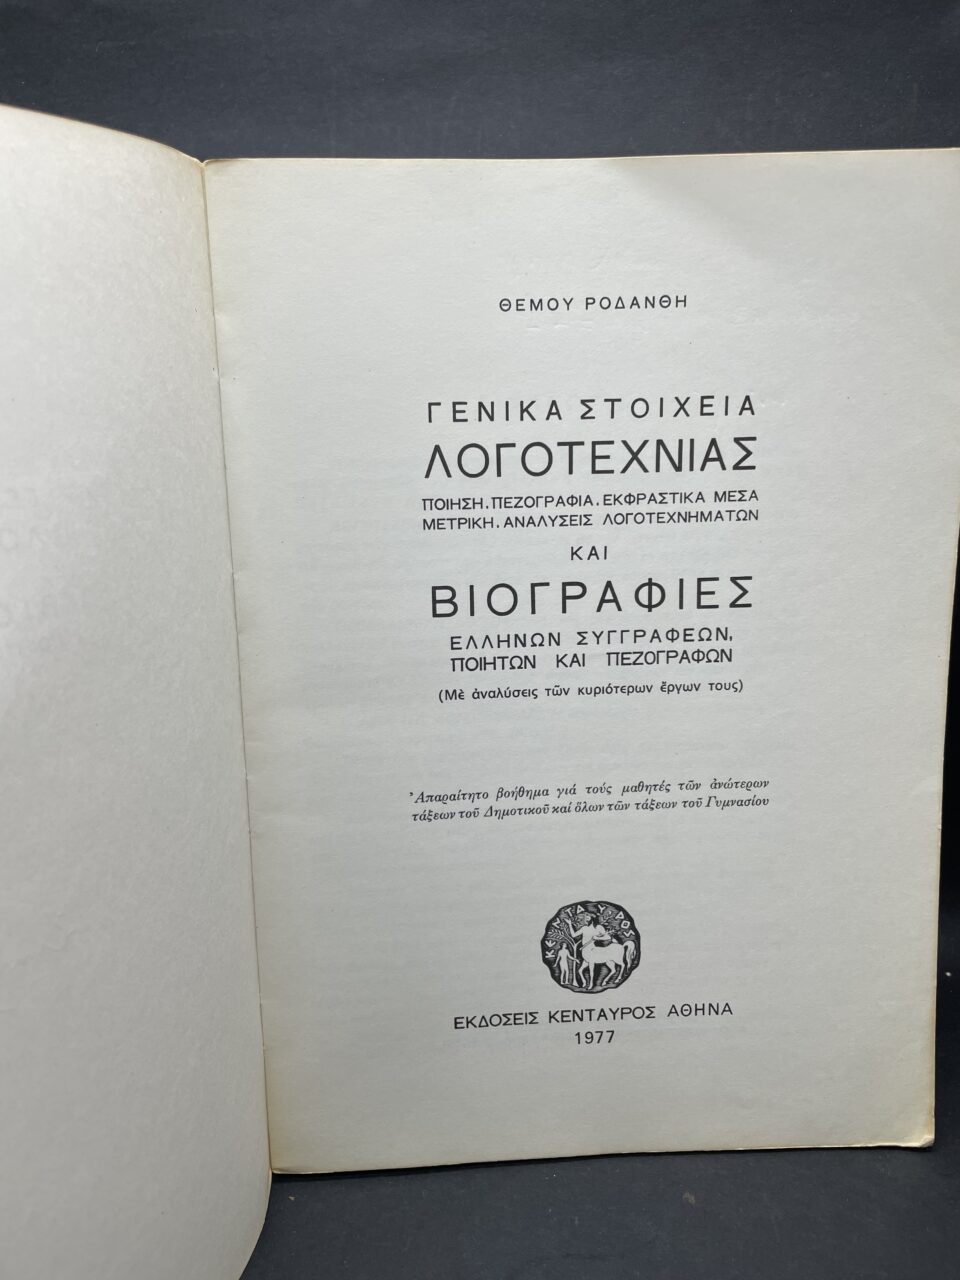 ΘΕΜΟΥ ΡΟΔΑΝΘΗ
ΓΕΝΙΚΑ ΣΤΟΙΧΕΙΑ
ΛΟΓΟΤΕΧΝΙΑΣ
ΠΟΙΗΣΗ. ΠΕΖΟΓΡΑΦΙΑ. ΕΚΦΡΑΣΤΙΚΑ ΜΕΣΑ
ΜΕΤΡΙΚΗ. ΑΝΑΛΥΣΕΙΣ ΛΟΓΟΤΕΧΝΗΜΑΤΩΝ
ΚΑΙ
ΒΙΟΓΡΑΦΙΕΣ
ΕΛΛΗΝΩΝ ΣΥΓΓΡΑΦΕΩΝ,
ΠΟΙΗΤΩΝ ΚΑΙ ΠΕΖΟΓΡΑΦΩΝ
(Μὲ ἀναλύσεις τῶν κυριότερων ἔργων τους)
Ἀπαραίτητο βοήθημα γιά τούς μαθητές τῶν ἀνώτερων
τάξεων τοῦ Δημοτικοῦ καί ὅλων τῶν τάξεων τοῦ Γυμνασίου
ΚΕΝΤΑΥΡΟΣ
ΕΚΔΟΣΕΙΣ ΚΕΝΤΑΥΡΟΣ ΑΘΗΝΑ
1977